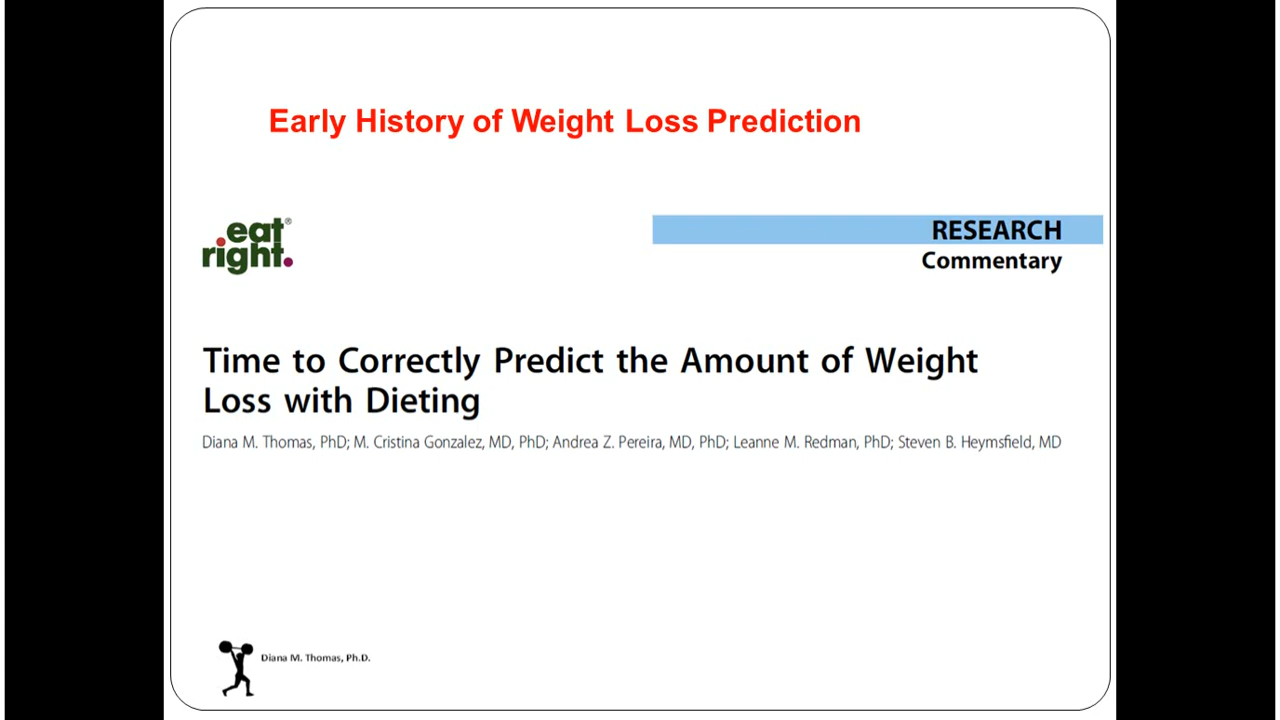 Early History of Weight Loss Prediction
eat®
right.
RESEARCH
Commentary
Time to Correctly Predict the Amount of Weight
Loss with Dieting
Diana M. Thomas, PhD; M. Cristina Gonzalez, MD, PhD; Andrea Z. Pereira, MD, PhD; Leanne M. Redman, PhD; Steven B. Heymsfield, MD
Diana M. Thomas, Ph.D.